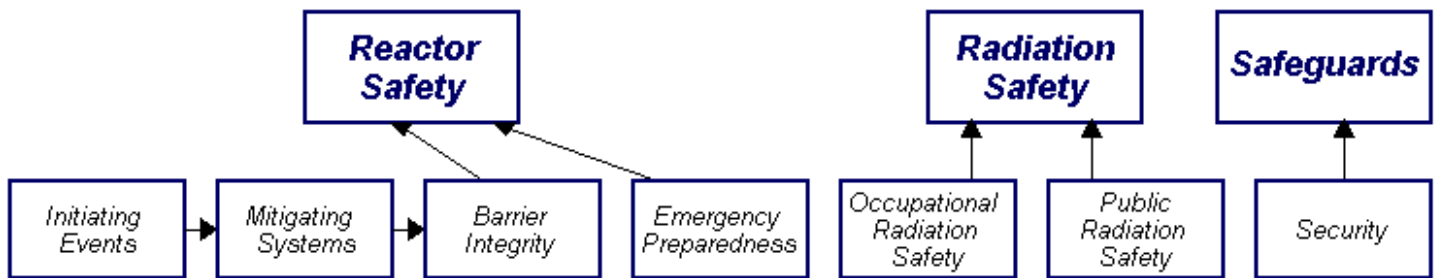 Reactor
Safety
Radiation
Safety
Safeguards
Initiating
Events
Mitigating
Systems
Barrier
Integrity
Emergency
Preparedness
Occupational
Radiation
Safety
Public
Radiation
Safety
Security